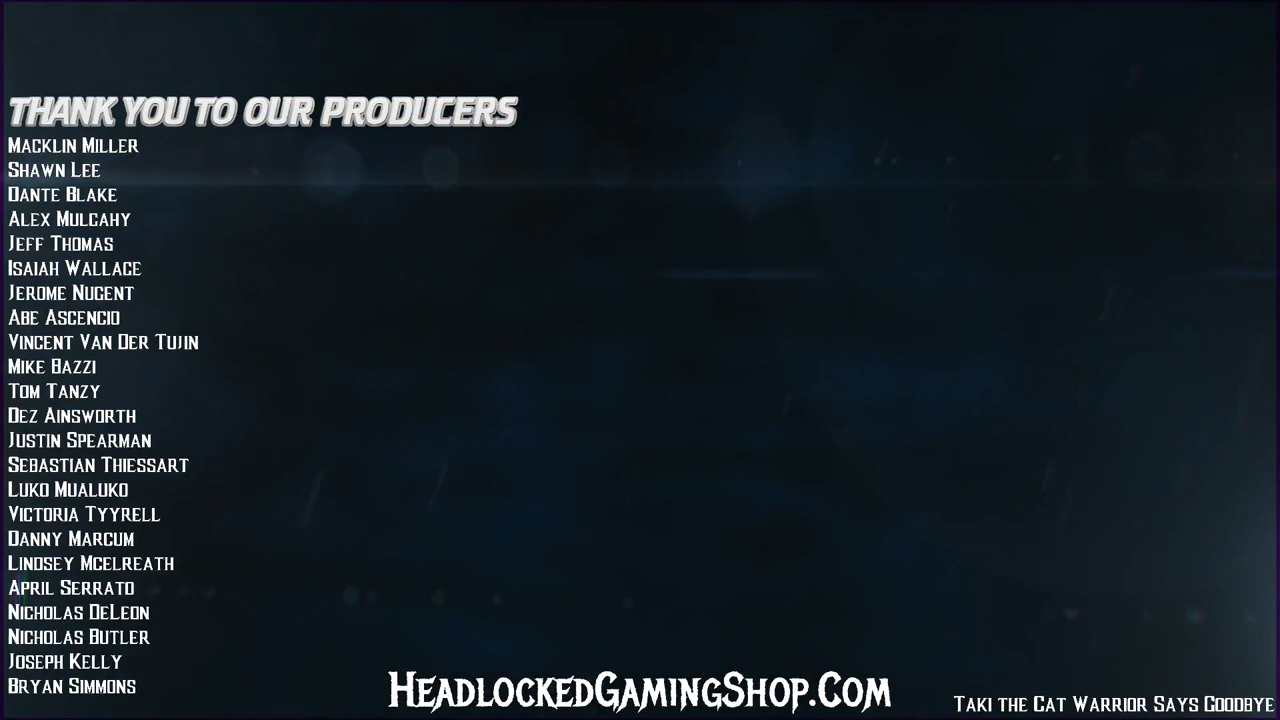 THANK YOU TO OUR PRODUCERS
MACKLIN MILLER
SHAWN LEE
DANTE BLAKE
ALEX MULCAHY
JEFF THOMAS
ISAIAH WALLACE
JEROME NUGENT
ABE ASCENCIO
VINCENT VAN DER TUJIN
MIKE BAZZI
TOM TANZY
DEZ AINSWORTH
JUSTIN SPEARMAN
SEBASTIAN THIESSART
LUKO MUALUKO
VICTORIA TYYRELL
DANNY MARCUM
LINDSEY MCELREATH
APRIL SERRATO
NICHOLAS DELEON
NICHOLAS BUTLER
JOSEPH KELLY
BRYAN SIMMONS
HEADLOCKEDGAMINGSHOP.COM
TAKI THE CAT WARRIOR SAYS GOODBYE